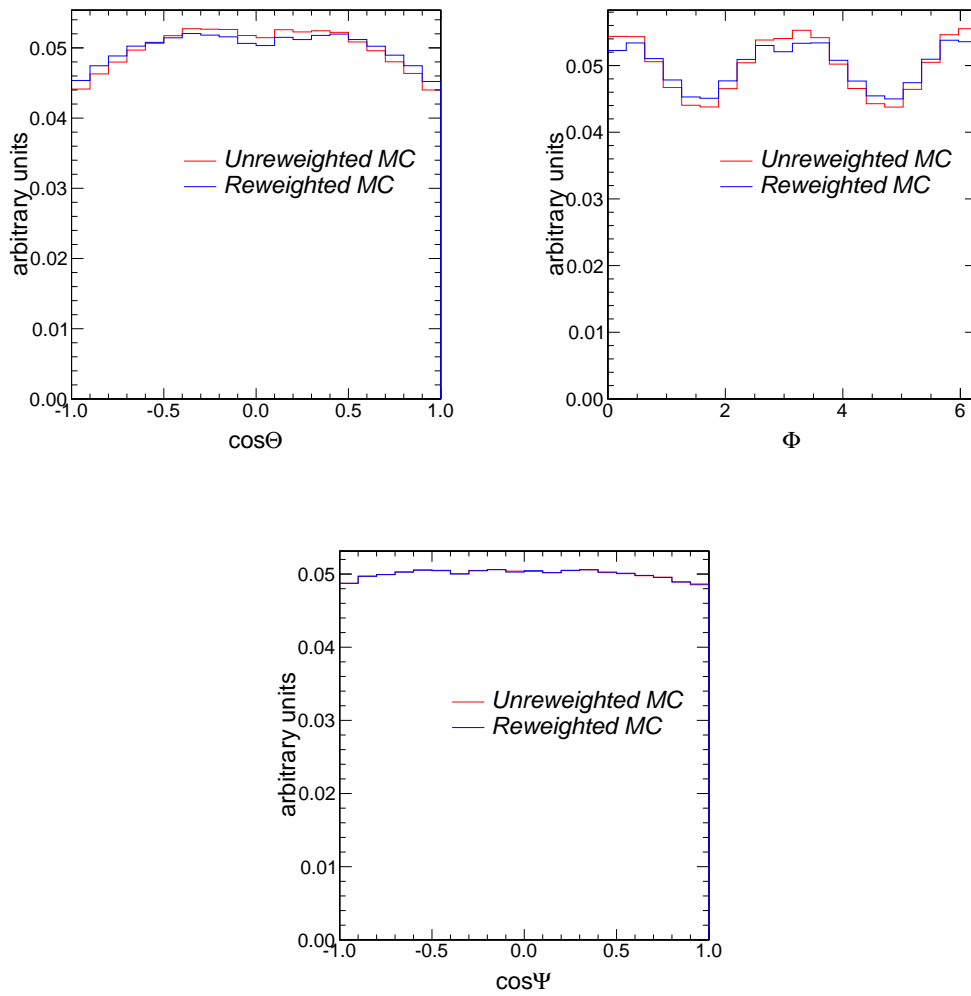 0.05
0.04
0.03
0.02
0.01
0.00
arbitrary units
Unreweighted MC
Reweighted MC
-1.0 -0.5 0.0 0.5 1.0
cosΘ
0.05
0.04
0.03
0.02
0.01
0.00
arbitrary units
Unreweighted MC
Reweighted MC
0 2 4 6
Φ
0.05
0.04
0.03
0.02
0.01
0.00
arbitrary units
Unreweighted MC
Reweighted MC
-1.0 -0.5 0.0 0.5 1.0
cosΨ